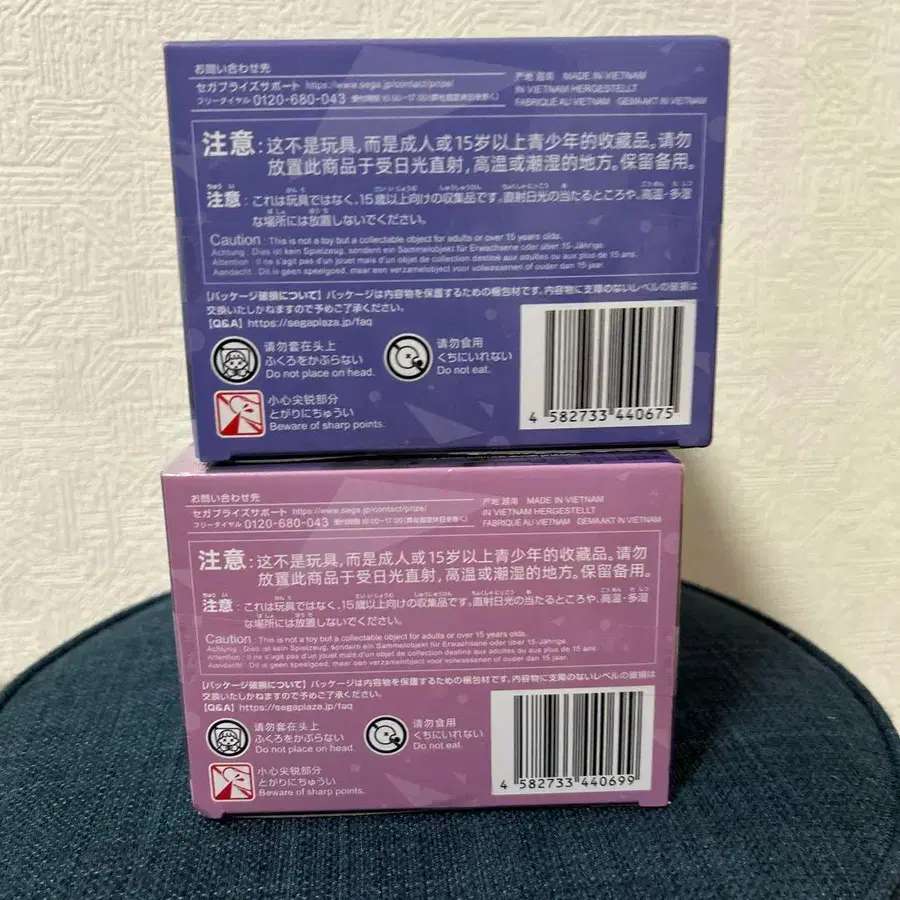 お問い合わせ先
セガプライズサポート https://www.sega.jp/contact/prize/
フリーダイヤル 0120-680-043 受付時間 10:00~17:00(弊社指定休日を除く)
产地 越南 MADE IN VIETNAM
IN VIETNAM HERGESTELLT
FABRIQUE AU VIETNAM GEMAAKT IN VIETNAM
注意:这不是玩具,而是成人或15岁以上青少年的收藏品。请勿
放置此商品于受日光直射,高温或潮湿的地方。保留备用。
注意:これは玩具ではなく、15歳以上向けの収集品です。直射日光の当たるところや、高温・多湿
な場所には放置しないでください。
Caution : This is not a toy but a collectable object for adults or over 15 years olds.
Achtung : Dies ist kein Spielzeug, sondern ein Sammelobjekt für Erwachsene oder über 15-Jährige.
Attention : Il ne s'agit pas d'un jouet mais d'un objet de collection destiné aux adultes ou aux plus de 15 ans.
Aandacht : Dit is geen speelgoed, maar een verzamelobject voor volwassenen of ouder dan 15 jaar.
【パッケージ破損について】パッケージは内容物を保護するための梱包材です。内容物に支障のないレベルの破損は
交換いたしかねますので予めご了承ください。
【Q&A】https://segaplaza.jp/faq
请勿套在头上
ふくろをかぶらない
Do not place on head.
请勿食用
くちにいれない
Do not eat.
小心尖锐部分
とがりにちゅうい
Beware of sharp points.
4 582733 440675
お問い合わせ先
セガプライズサポート https://www.sega.jp/contact/prize/
フリーダイヤル 0120-680-043 受付時間 10:00~17:00(弊社指定休日を除く)
产地 越南 MADE IN VIETNAM
IN VIETNAM HERGESTELLT
FABRIQUE AU VIETNAM GEMAAKT IN VIETNAM
注意:这不是玩具,而是成人或15岁以上青少年的收藏品。请勿
放置此商品于受日光直射,高温或潮湿的地方。保留备用。
注意:これは玩具ではなく、15歳以上向けの収集品です。直射日光の当たるところや、高温・多湿
な場所には放置しないでください。
Caution : This is not a toy but a collectable object for adults or over 15 years olds.
Achtung : Dies ist kein Spielzeug, sondern ein Sammelobjekt für Erwachsene oder über 15-Jährige.
Attention : Il ne s'agit pas d'un jouet mais d'un objet de collection destiné aux adultes ou aux plus de 15 ans.
Aandacht : Dit is geen speelgoed, maar een verzamelobject voor volwassenen of ouder dan 15 jaar.
【パッケージ破損について】パッケージは内容物を保護するための梱包材です。内容物に支障のないレベルの破損は
交換いたしかねますので予めご了承ください。
【Q&A】https://segaplaza.jp/faq
请勿套在头上
ふくろをかぶらない
Do not place on head.
请勿食用
くちにいれない
Do not eat.
小心尖锐部分
とがりにちゅうい
Beware of sharp points.
4 582733 440699